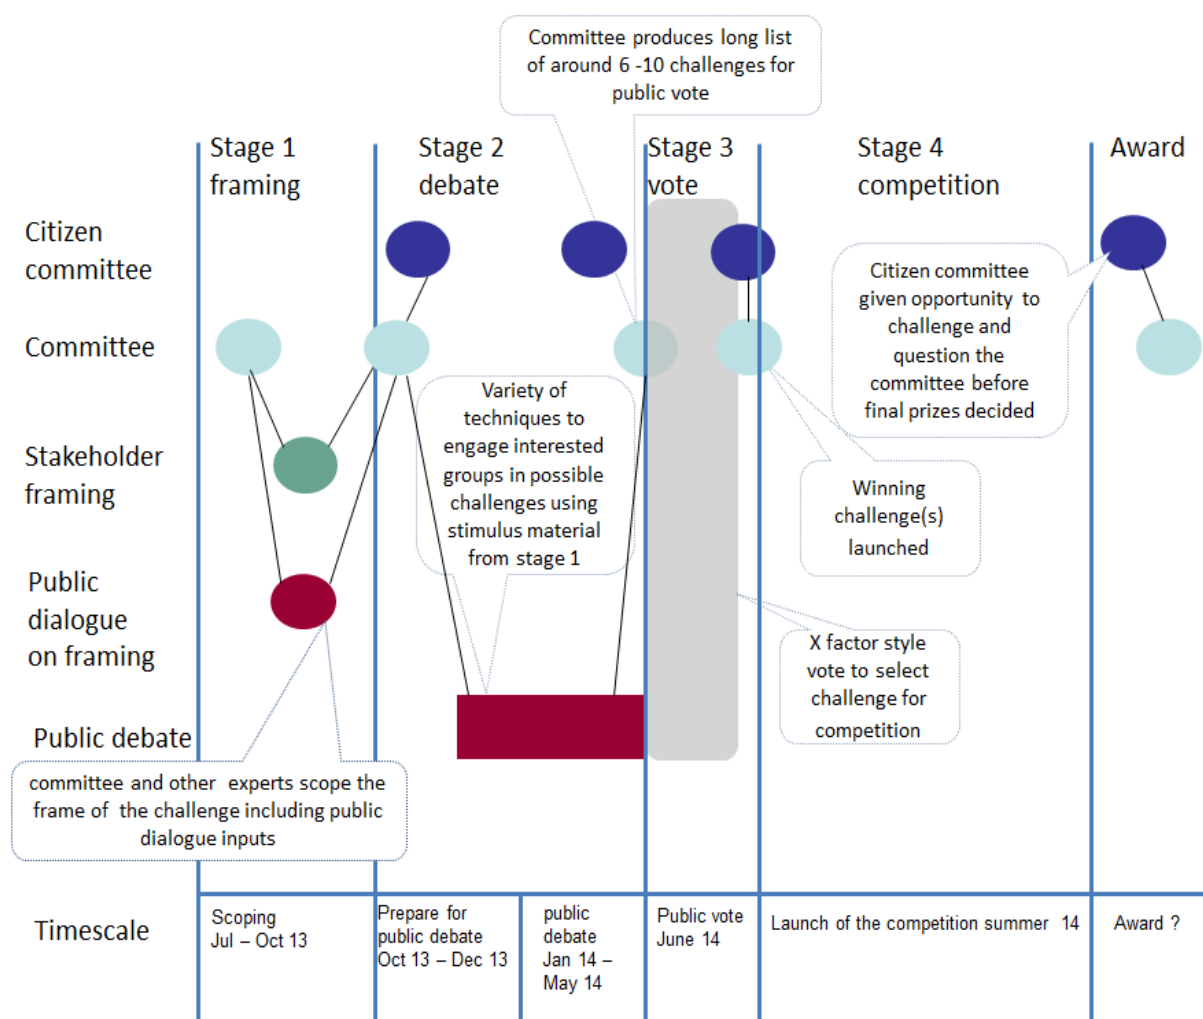 Committee produces long list
of around 6 -10 challenges for
public vote
Stage 1
framing
Stage 2
debate
Stage 3
vote
Stage 4
competition
Award
Citizen
committee
Citizen committee
given opportunity to
challenge and
question the
committee before
final prizes decided
Committee
Variety of
techniques to
engage interested
groups in possible
challenges using
stimulus material
from stage 1
Stakeholder
framing
Winning
challenge(s)
launched
Public
dialogue
on framing
X factor style
vote to select
challenge for
competition
Public debate
committee and other experts scope the
frame of the challenge including public
dialogue inputs
Timescale
Scoping
Jul – Oct 13
Prepare for
public debate
Oct 13 – Dec 13
public
debate
Jan 14 –
May 14
Public vote
June 14
Launch of the competition summer 14
Award ?